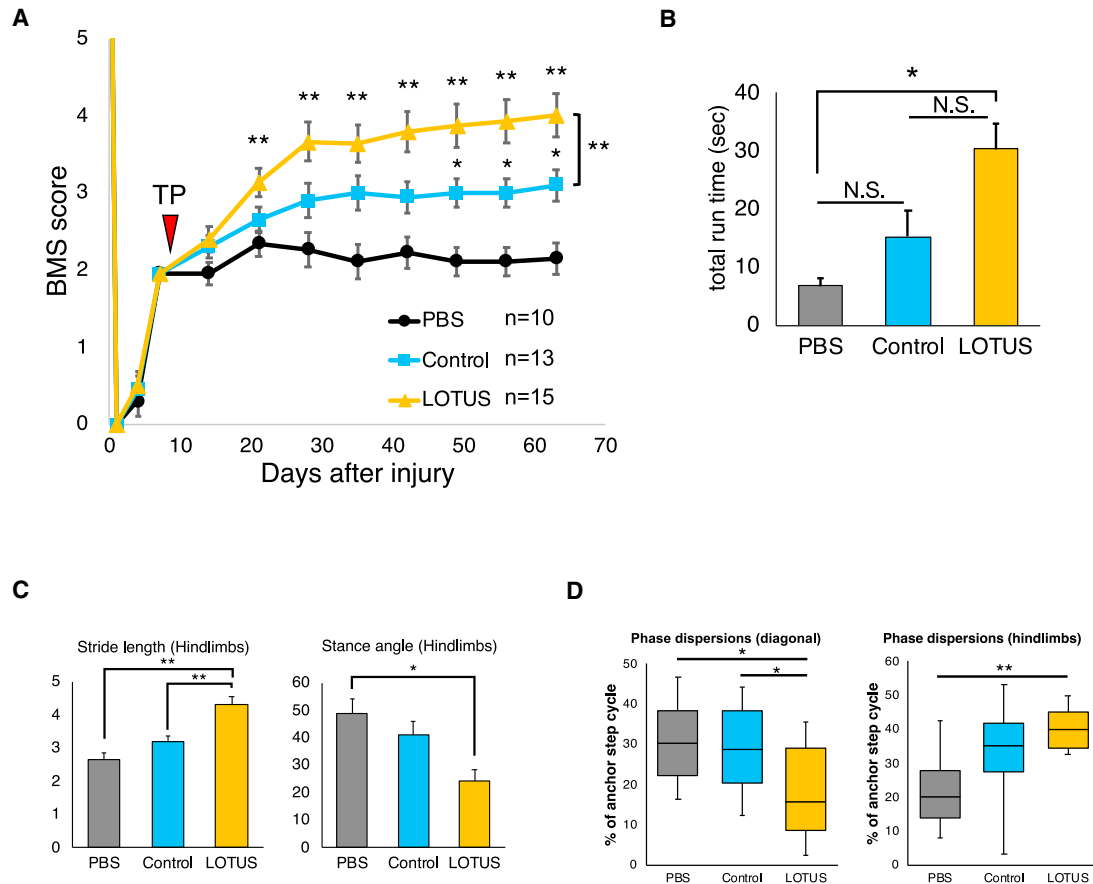 A
BMS score
5
4
3
2
1
0
0 10 20 30 40 50 60 70
Days after injury
TP
** ** ** ** ** ** **
* * *
**
PBS n=10
Control n=13
LOTUS n=15
B
total run time (sec)
40
30
20
10
0
*
N.S.
N.S.
PBS Control LOTUS
C
Stride length (Hindlimbs)
**
**
5
4
3
2
1
0
PBS Control LOTUS
Stance angle (Hindlimbs)
*
60
50
40
30
20
10
0
PBS Control LOTUS
D
Phase dispersions (diagonal)
*
*
% of anchor step cycle
50
40
30
20
10
0
PBS Control LOTUS
Phase dispersions (hindlimbs)
**
% of anchor step cycle
60
50
40
30
20
10
0
PBS Control LOTUS